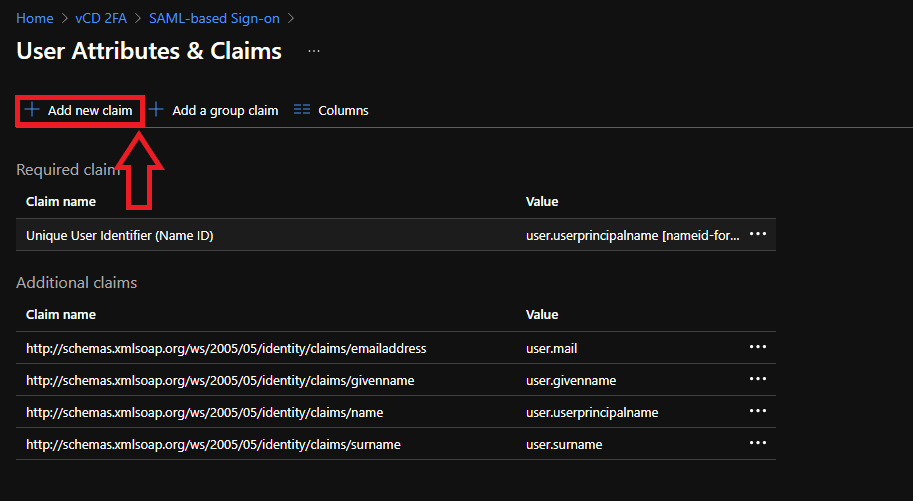 Home > vCD 2FA > SAML-based Sign-on >
User Attributes & Claims ...
+ Add new claim + Add a group claim Columns
Required claim
Claim name Value
Unique User Identifier (Name ID) user.userprincipalname [nameid-for... •••
Additional claims
Claim name Value
http://schemas.xmlsoap.org/ws/2005/05/identity/claims/emailaddress user.mail •••
http://schemas.xmlsoap.org/ws/2005/05/identity/claims/givenname user.givenname •••
http://schemas.xmlsoap.org/ws/2005/05/identity/claims/name user.userprincipalname •••
http://schemas.xmlsoap.org/ws/2005/05/identity/claims/surname user.surname •••